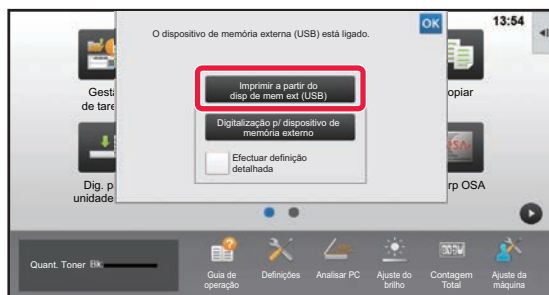 O dispositivo de memória externa (USB) está ligado.
OK
13:54
Imprimir a partir do
disp de mem ext (USB)
Digitalização p/ dispositivo de
memória externo
Efectuar definição
detalhada
Gest
de tare
opiar
Dig. p
unidade
rp OSA
Quant. Toner Bk
Guia de
operação
Definições
Analisar PC
Ajuste do
brilho
Contagem
Total
Ajuste da
máquina